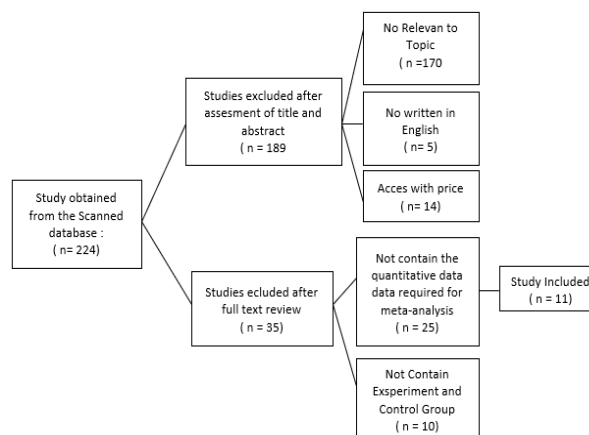 No Relevan to
Topic
( n =170
Studies excluded after
assesment of title and
abstract
( n = 189
No written in
English
( n= 5)
Acces with price
( n= 14)
Study obtained
from the Scanned
database :
( n= 224)
Studies ecluded after
full text review
( n = 35)
Not contain the
quantitative data
data required for
meta-analysis
( n = 25)
Study Included
( n = 11)
Not Contain
Exsperiment and
Control Group
( n = 10)